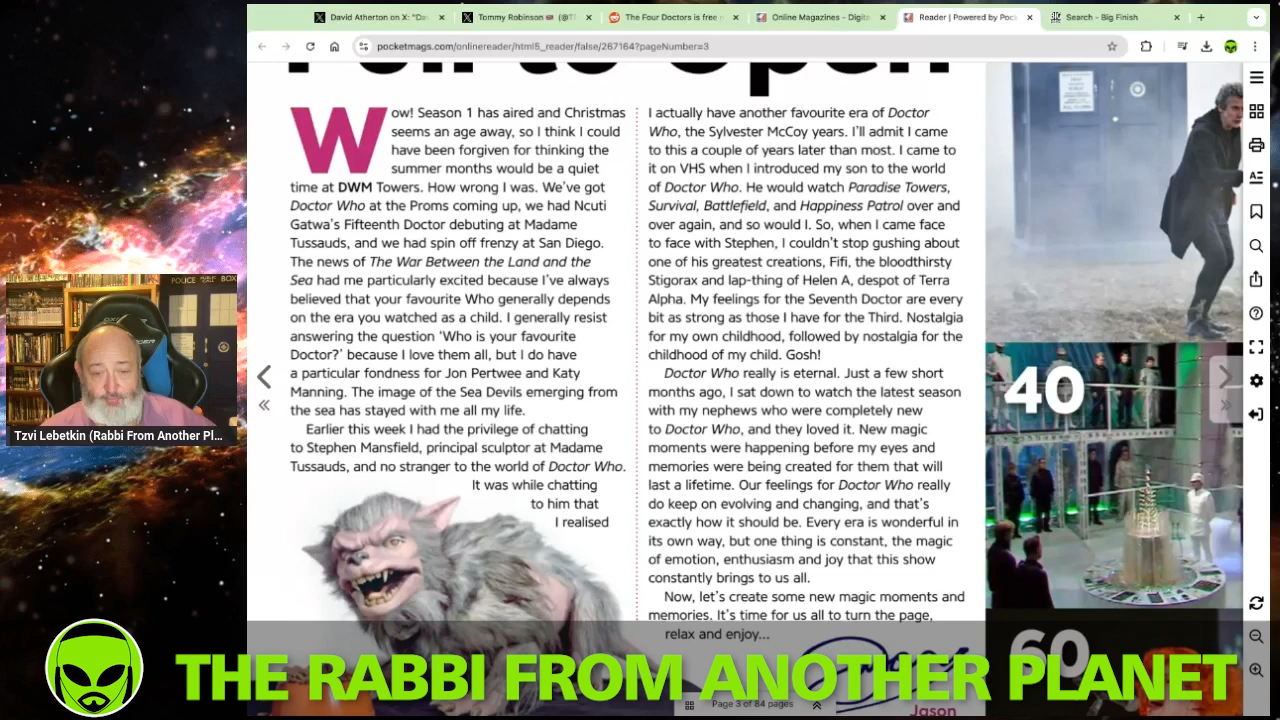 David Atherton on X: "Da
Tommy Robinson
The Four Doctors is free
Online Magazines - Digita
Reader | Powered by Pock
Search - Big Finish
pocketmags.com/onlinereader/html5_reader/false/267164?pageNumber=3
Wow! Season 1 has aired and Christmas
seems an age away, so I think I could
have been forgiven for thinking the
summer months would be a quiet
time at DWM Towers. How wrong I was. We've got
Doctor Who at the Proms coming up, we had Ncuti
Gatwa's Fifteenth Doctor debuting at Madame
Tussauds, and we had spin off frenzy at San Diego.
The news of The War Between the Land and the
Sea had me particularly excited because I've always
believed that your favourite Who generally depends
on the era you watched as a child. I generally resist
answering the question 'Who is your favourite
Doctor?' because I love them all, but I do have
a particular fondness for Jon Pertwee and Katy
Manning. The image of the Sea Devils emerging from
the sea has stayed with me all my life.
Earlier this week I had the privilege of chatting
to Stephen Mansfield, principal sculptor at Madame
Tussauds, and no stranger to the world of Doctor Who.
It was while chatting
to him that
I realised
I actually have another favourite era of Doctor
Who, the Sylvester McCoy years. I'll admit I came
to this a couple of years later than most. I came to
it on VHS when I introduced my son to the world
of Doctor Who. He would watch Paradise Towers,
Survival, Battlefield, and Happiness Patrol over and
over again, and so would I. So, when I came face
to face with Stephen, I couldn't stop gushing about
one of his greatest creations, Fifi, the bloodthirsty
Stigorax and lap-thing of Helen A, despot of Terra
Alpha. My feelings for the Seventh Doctor are every
bit as strong as those I have for the Third. Nostalgia
for my own childhood, followed by nostalgia for the
childhood of my child. Gosh!
Doctor Who really is eternal. Just a few short
months ago, I sat down to watch the latest season
with my nephews who were completely new
to Doctor Who, and they loved it. New magic
moments were happening before my eyes and
memories were being created for them that will
last a lifetime. Our feelings for Doctor Who really
do keep on evolving and changing, and that's
exactly how it should be. Every era is wonderful in
its own way, but one thing is constant, the magic
of emotion, enthusiasm and joy that this show
constantly brings to us all.
Now, let's create some new magic moments and
memories. It's time for us all to turn the page,
relax and enjoy...
Jason
40
60
Page 3 of 84 pages
POLICE PUBLIC CALL BOX
Tzvi Lebetkin (Rabbi From Another Pl...
THE RABBI FROM ANOTHER PLANET